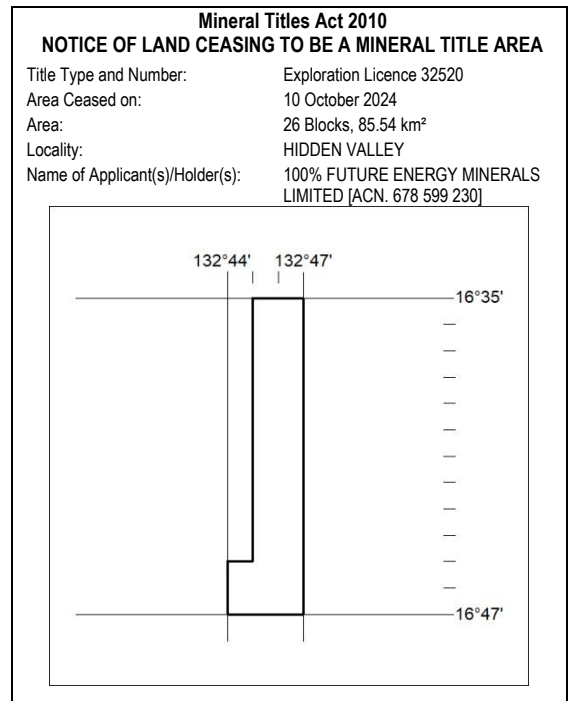 Mineral Titles Act 2010
NOTICE OF LAND CEASING TO BE A MINERAL TITLE AREA
Title Type and Number: Exploration Licence 32520
Area Ceased on: 10 October 2024
Area: 26 Blocks, 85.54 km²
Locality: HIDDEN VALLEY
Name of Applicant(s)/Holder(s): 100% FUTURE ENERGY MINERALS
LIMITED [ACN. 678 599 230]
132°44' 132°47'
16°35'
16°47'